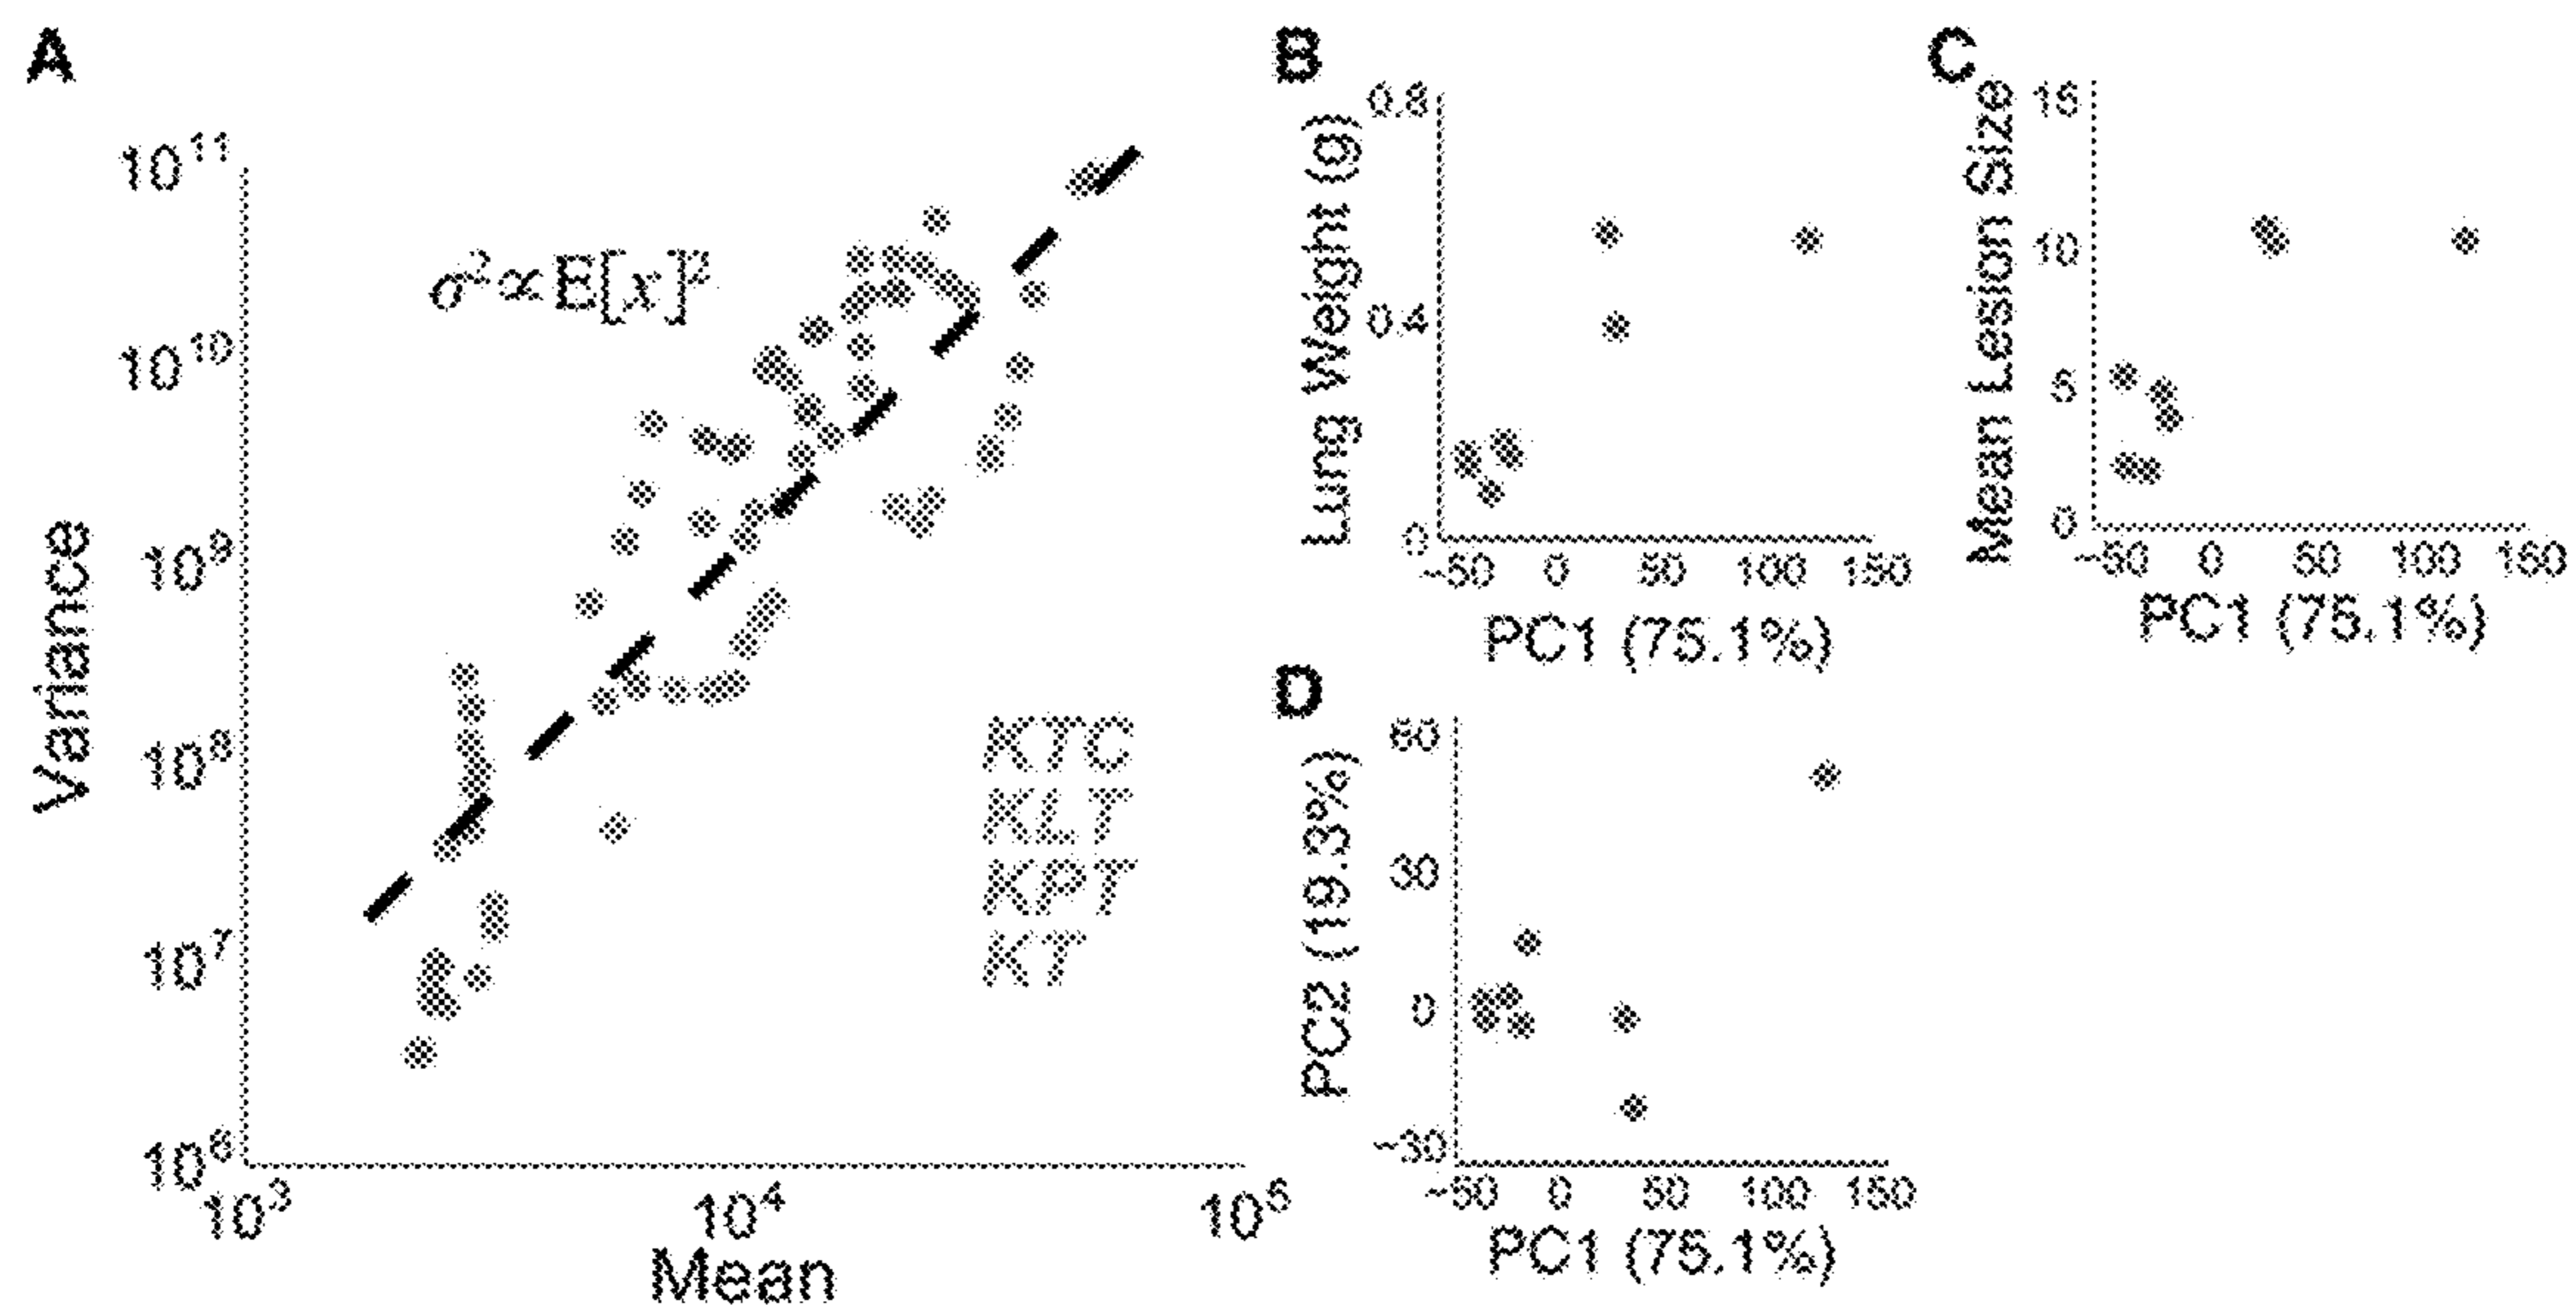 A
10¹¹
10¹⁰
10⁹
10⁸
10⁷
10⁶
Variance
σ²∝E[x]²
KTC
KLT
KPT
KT
10³
10⁴
10⁵
Mean
B
0.8
0.4
0
Lung Weight (g)
-50 0 50 100 150
PC1 (75.1%)
C
15
10
5
0
Mean Lesion Size
-50 0 50 100 150
PC1 (75.1%)
D
60
30
0
-30
PC2 (19.3%)
-50 0 50 100 150
PC1 (75.1%)